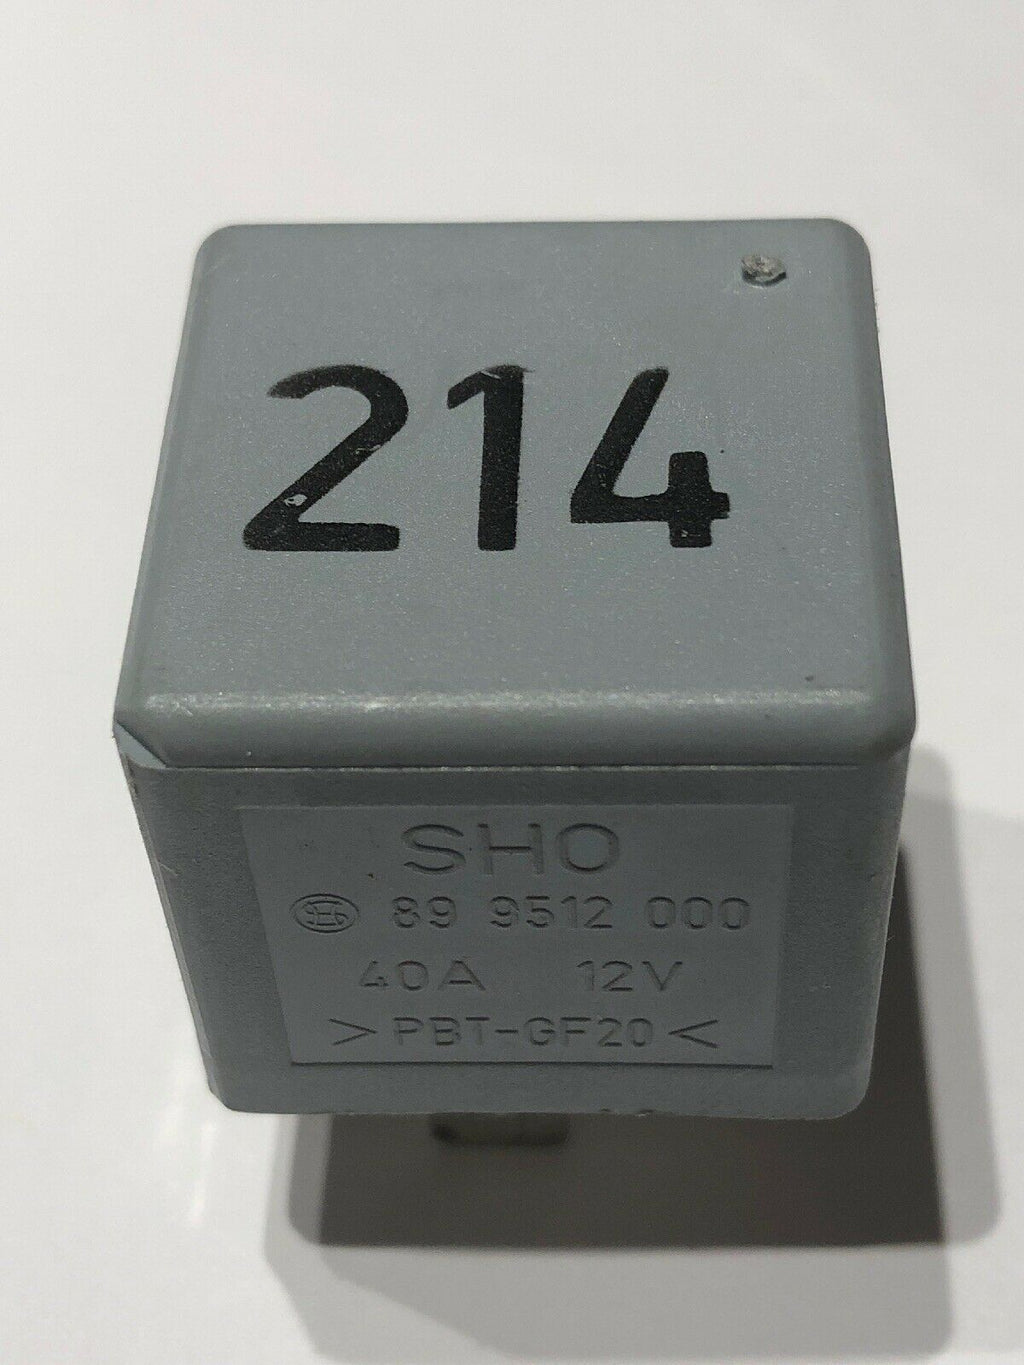 214
SHO
89 9512 000
40A 12V
>PBT-GF20<